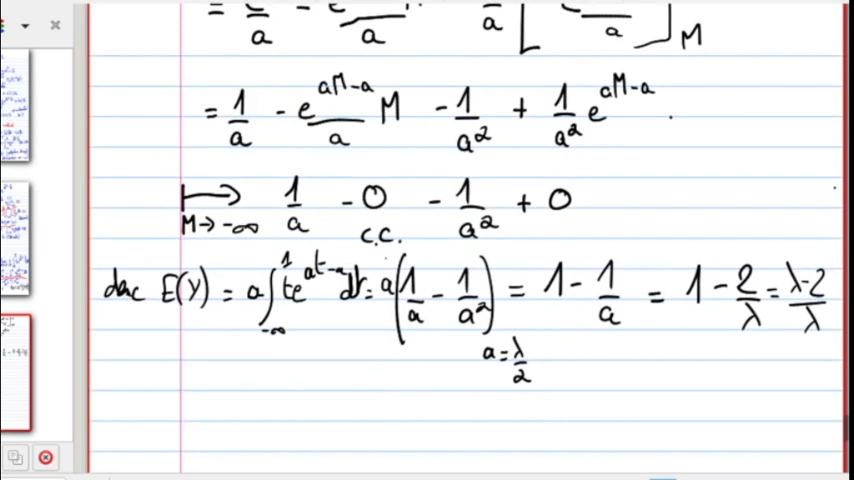 = 1/a - e^{aM-a}/a M - 1/a² + 1/a² e^{aM-a} .
⟼ 1/a - 0 - 1/a² + 0
M→-∞ c.c.
donc E(Y) = a ∫_{-∞}^{1} t e^{at-a} dt = a(1/a - 1/a²) = 1 - 1/a = 1 - 2/λ = λ-2/λ
a = λ/2